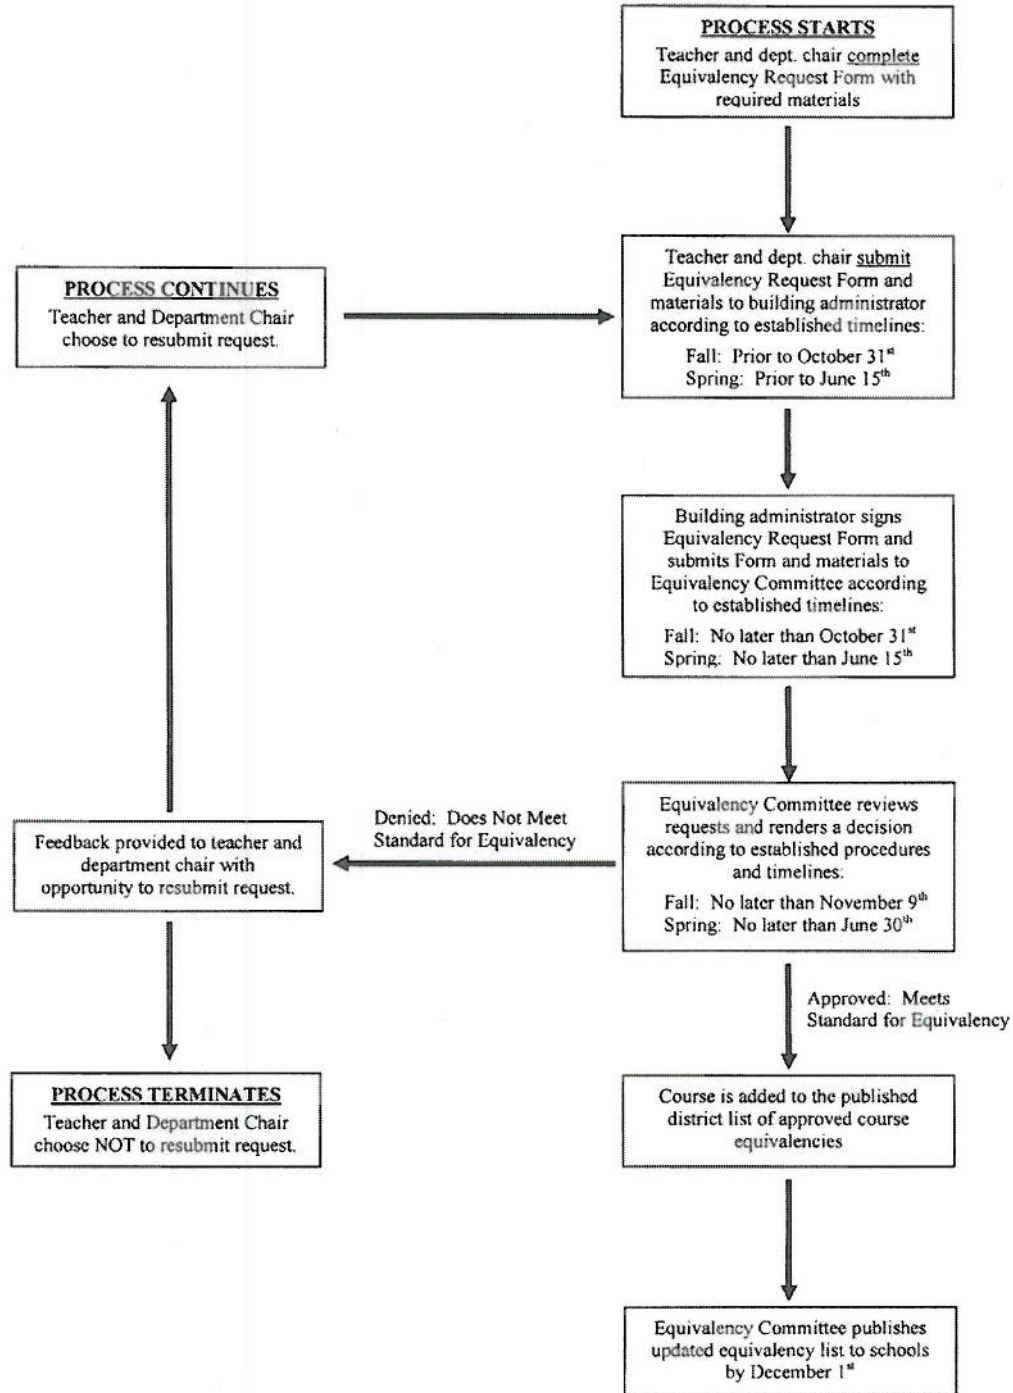 PROCESS STARTS
Teacher and dept. chair complete
Equivalency Request Form with
required materials
Teacher and dept. chair submit
Equivalency Request Form and
materials to building administrator
according to established timelines:
Fall: Prior to October 31st
Spring: Prior to June 15th
PROCESS CONTINUES
Teacher and Department Chair
choose to resubmit request.
Building administrator signs
Equivalency Request Form and
submits Form and materials to
Equivalency Committee according
to established timelines:
Fall: No later than October 31st
Spring: No later than June 15th
Equivalency Committee reviews
requests and renders a decision
according to established procedures
and timelines:
Fall: No later than November 9th
Spring: No later than June 30th
Denied: Does Not Meet
Standard for Equivalency
Feedback provided to teacher and
department chair with
opportunity to resubmit request.
Approved: Meets
Standard for Equivalency
PROCESS TERMINATES
Teacher and Department Chair
choose NOT to resubmit request.
Course is added to the published
district list of approved course
equivalencies
Equivalency Committee publishes
updated equivalency list to schools
by December 1st